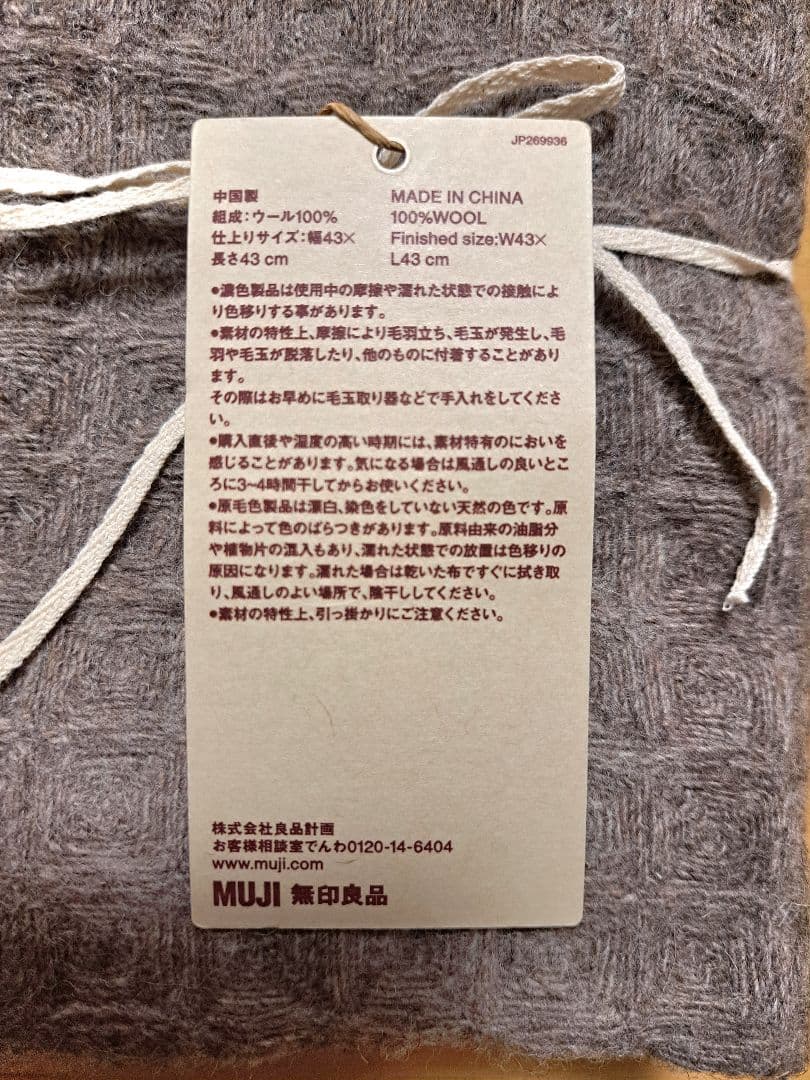 JP269936
中国製
組成:ウール100%
仕上りサイズ:幅43×
長さ43 cm
MADE IN CHINA
100%WOOL
Finished size:W43×
L43 cm
●濃色製品は使用中の摩擦や濡れた状態での接触によ
り色移りする事があります。
●素材の特性上、摩擦により毛羽立ち、毛玉が発生し、毛
羽や毛玉が脱落したり、他のものに付着することがあり
ます。
その際はお早めに毛玉取り器などで手入れをしてくださ
い。
●購入直後や湿度の高い時期には、素材特有のにおいを
感じることがあります。気になる場合は風通しの良いとこ
ろに3~4時間干してからお使いください。
●原毛色製品は漂白、染色をしていない天然の色です。原
料によって色のばらつきがあります。原料由来の油脂分
や植物片の混入もあり、濡れた状態での放置は色移りの
原因になります。濡れた場合は乾いた布ですぐに拭き取
り、風通しのよい場所で、陰干ししてください。
●素材の特性上、引っ掛かりにご注意ください。
株式会社良品計画
お客様相談室でんわ0120-14-6404
www.muji.com
MUJI 無印良品